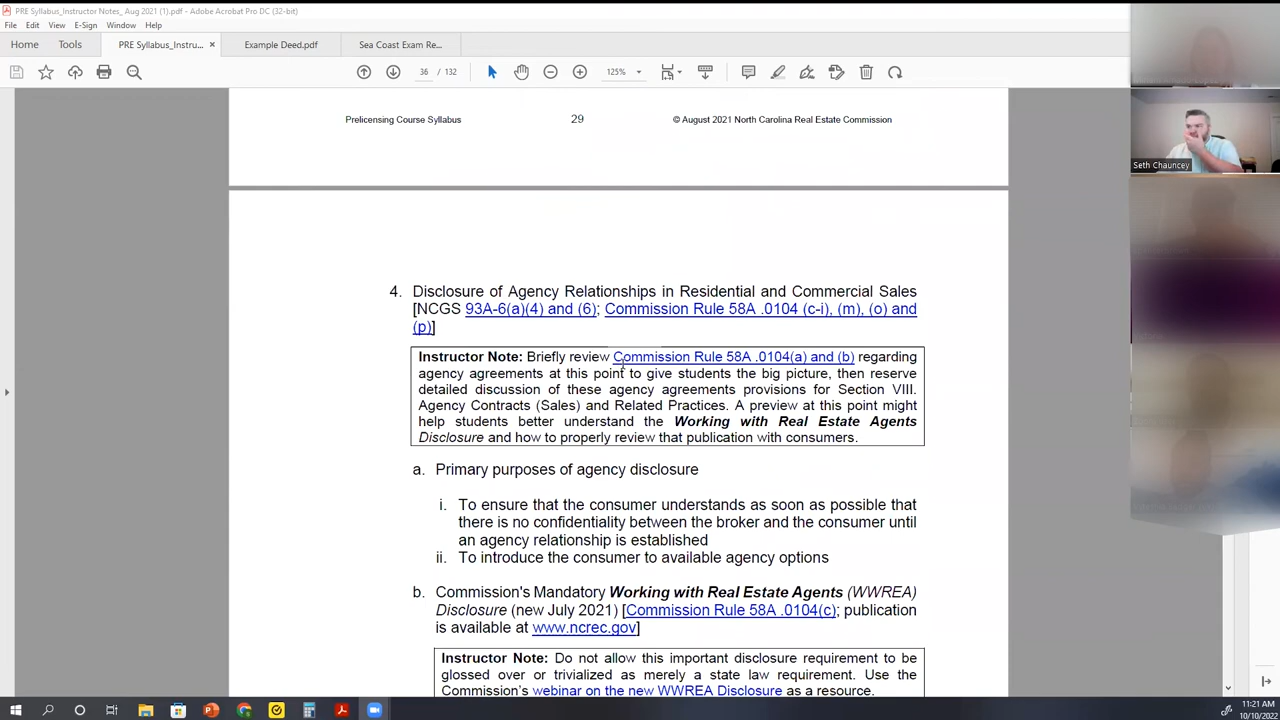 PRE Syllabus_Instructor Notes_ Aug 2021 (1).pdf - Adobe Acrobat Pro DC (32-bit)
File Edit View E-Sign Window Help
Home Tools PRE Syllabus_Instru... × Example Deed.pdf Sea Coast Exam Re...
36 / 132 125%
Prelicensing Course Syllabus 29 © August 2021 North Carolina Real Estate Commission
Seth Chauncey
4. Disclosure of Agency Relationships in Residential and Commercial Sales
[NCGS 93A-6(a)(4) and (6); Commission Rule 58A .0104 (c-i), (m), (o) and
(p)]
Instructor Note: Briefly review Commission Rule 58A .0104(a) and (b) regarding
agency agreements at this point to give students the big picture, then reserve
detailed discussion of these agency agreements provisions for Section VIII.
Agency Contracts (Sales) and Related Practices. A preview at this point might
help students better understand the Working with Real Estate Agents
Disclosure and how to properly review that publication with consumers.
a. Primary purposes of agency disclosure
i. To ensure that the consumer understands as soon as possible that
there is no confidentiality between the broker and the consumer until
an agency relationship is established
ii. To introduce the consumer to available agency options
b. Commission's Mandatory Working with Real Estate Agents (WWREA)
Disclosure (new July 2021) [Commission Rule 58A .0104(c); publication
is available at www.ncrec.gov]
Instructor Note: Do not allow this important disclosure requirement to be
glossed over or trivialized as merely a state law requirement. Use the
Commission's webinar on the new WWREA Disclosure as a resource.
11:21 AM
10/10/2022